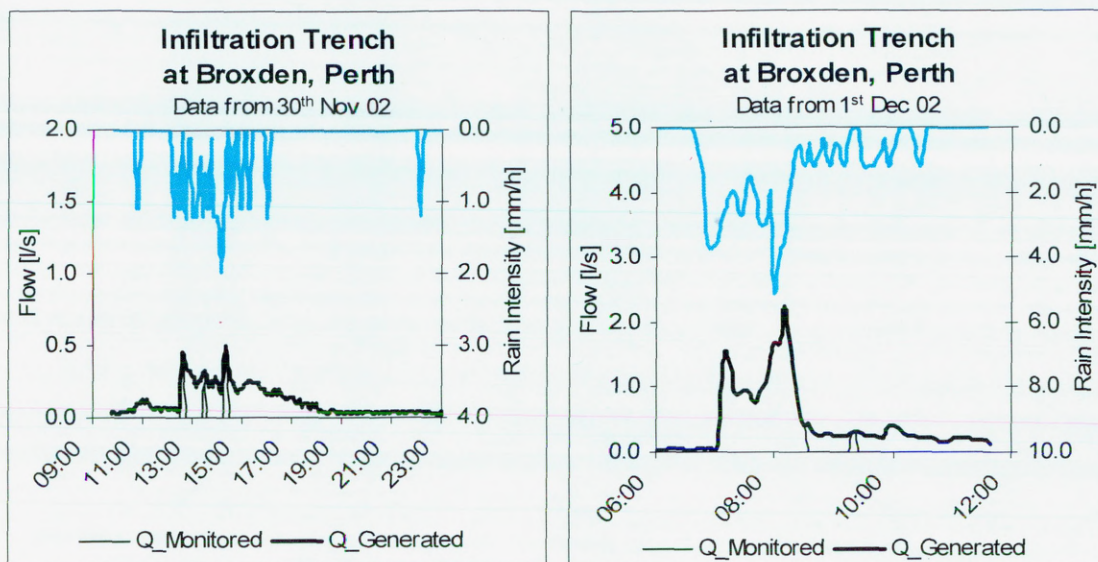 Infiltration Trench
at Broxden, Perth
Data from 30th Nov 02
2.0
1.5
1.0
0.5
0.0
Flow [l/s]
0.0
1.0
2.0
3.0
4.0
Rain Intensity [mm/h]
09:00
11:00
13:00
15:00
17:00
19:00
21:00
23:00
Q_Monitored Q_Generated
Infiltration Trench
at Broxden, Perth
Data from 1st Dec 02
5.0
4.0
3.0
2.0
1.0
0.0
Flow [l/s]
0.0
2.0
4.0
6.0
8.0
10.0
Rain Intensity [mm/h]
06:00
08:00
10:00
12:00
Q_Monitored Q_Generated